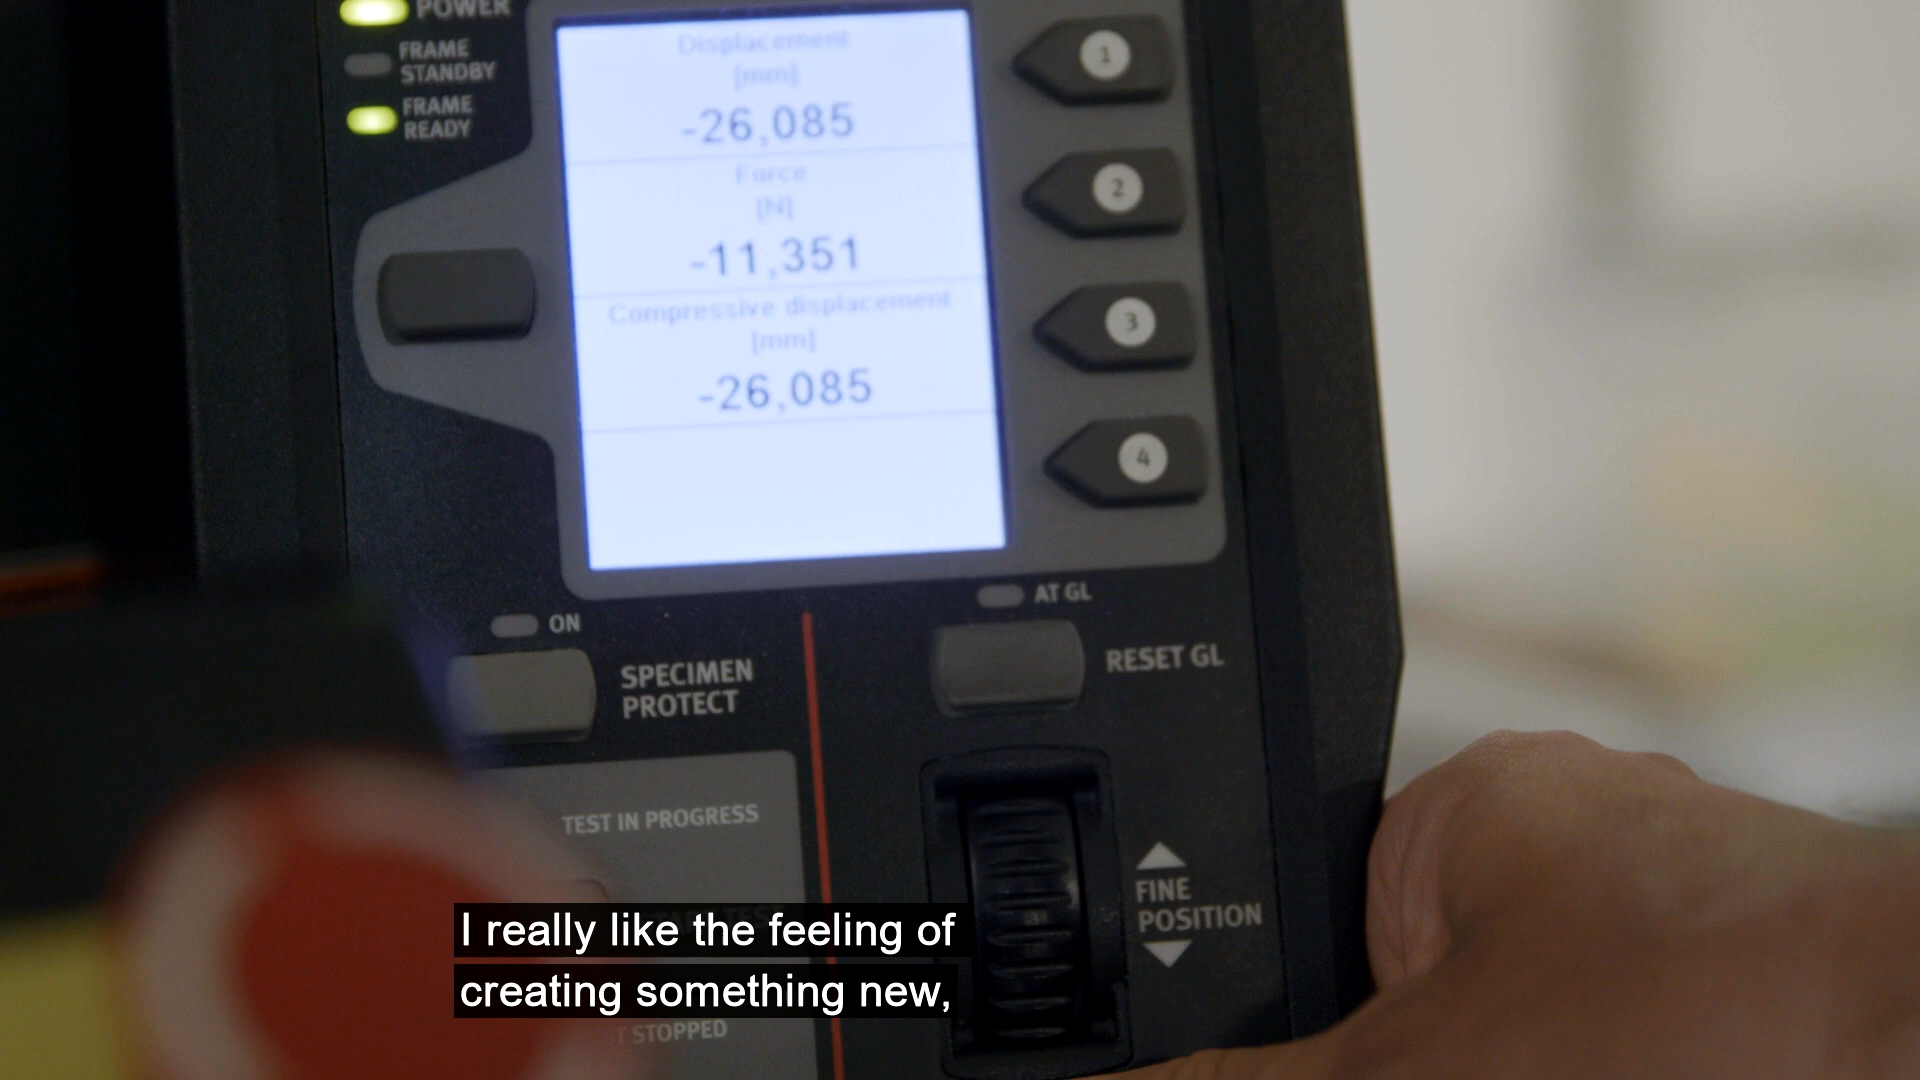 POWER
FRAME
STANDBY
FRAME
READY
Displacement
[mm]
-26,085
Force
[N]
-11,351
Compressive displacement
[mm]
-26,085
1
2
3
4
ON
SPECIMEN
PROTECT
AT GL
RESET GL
TEST IN PROGRESS
FINE
POSITION
STOPPED
I really like the feeling of
creating something new,